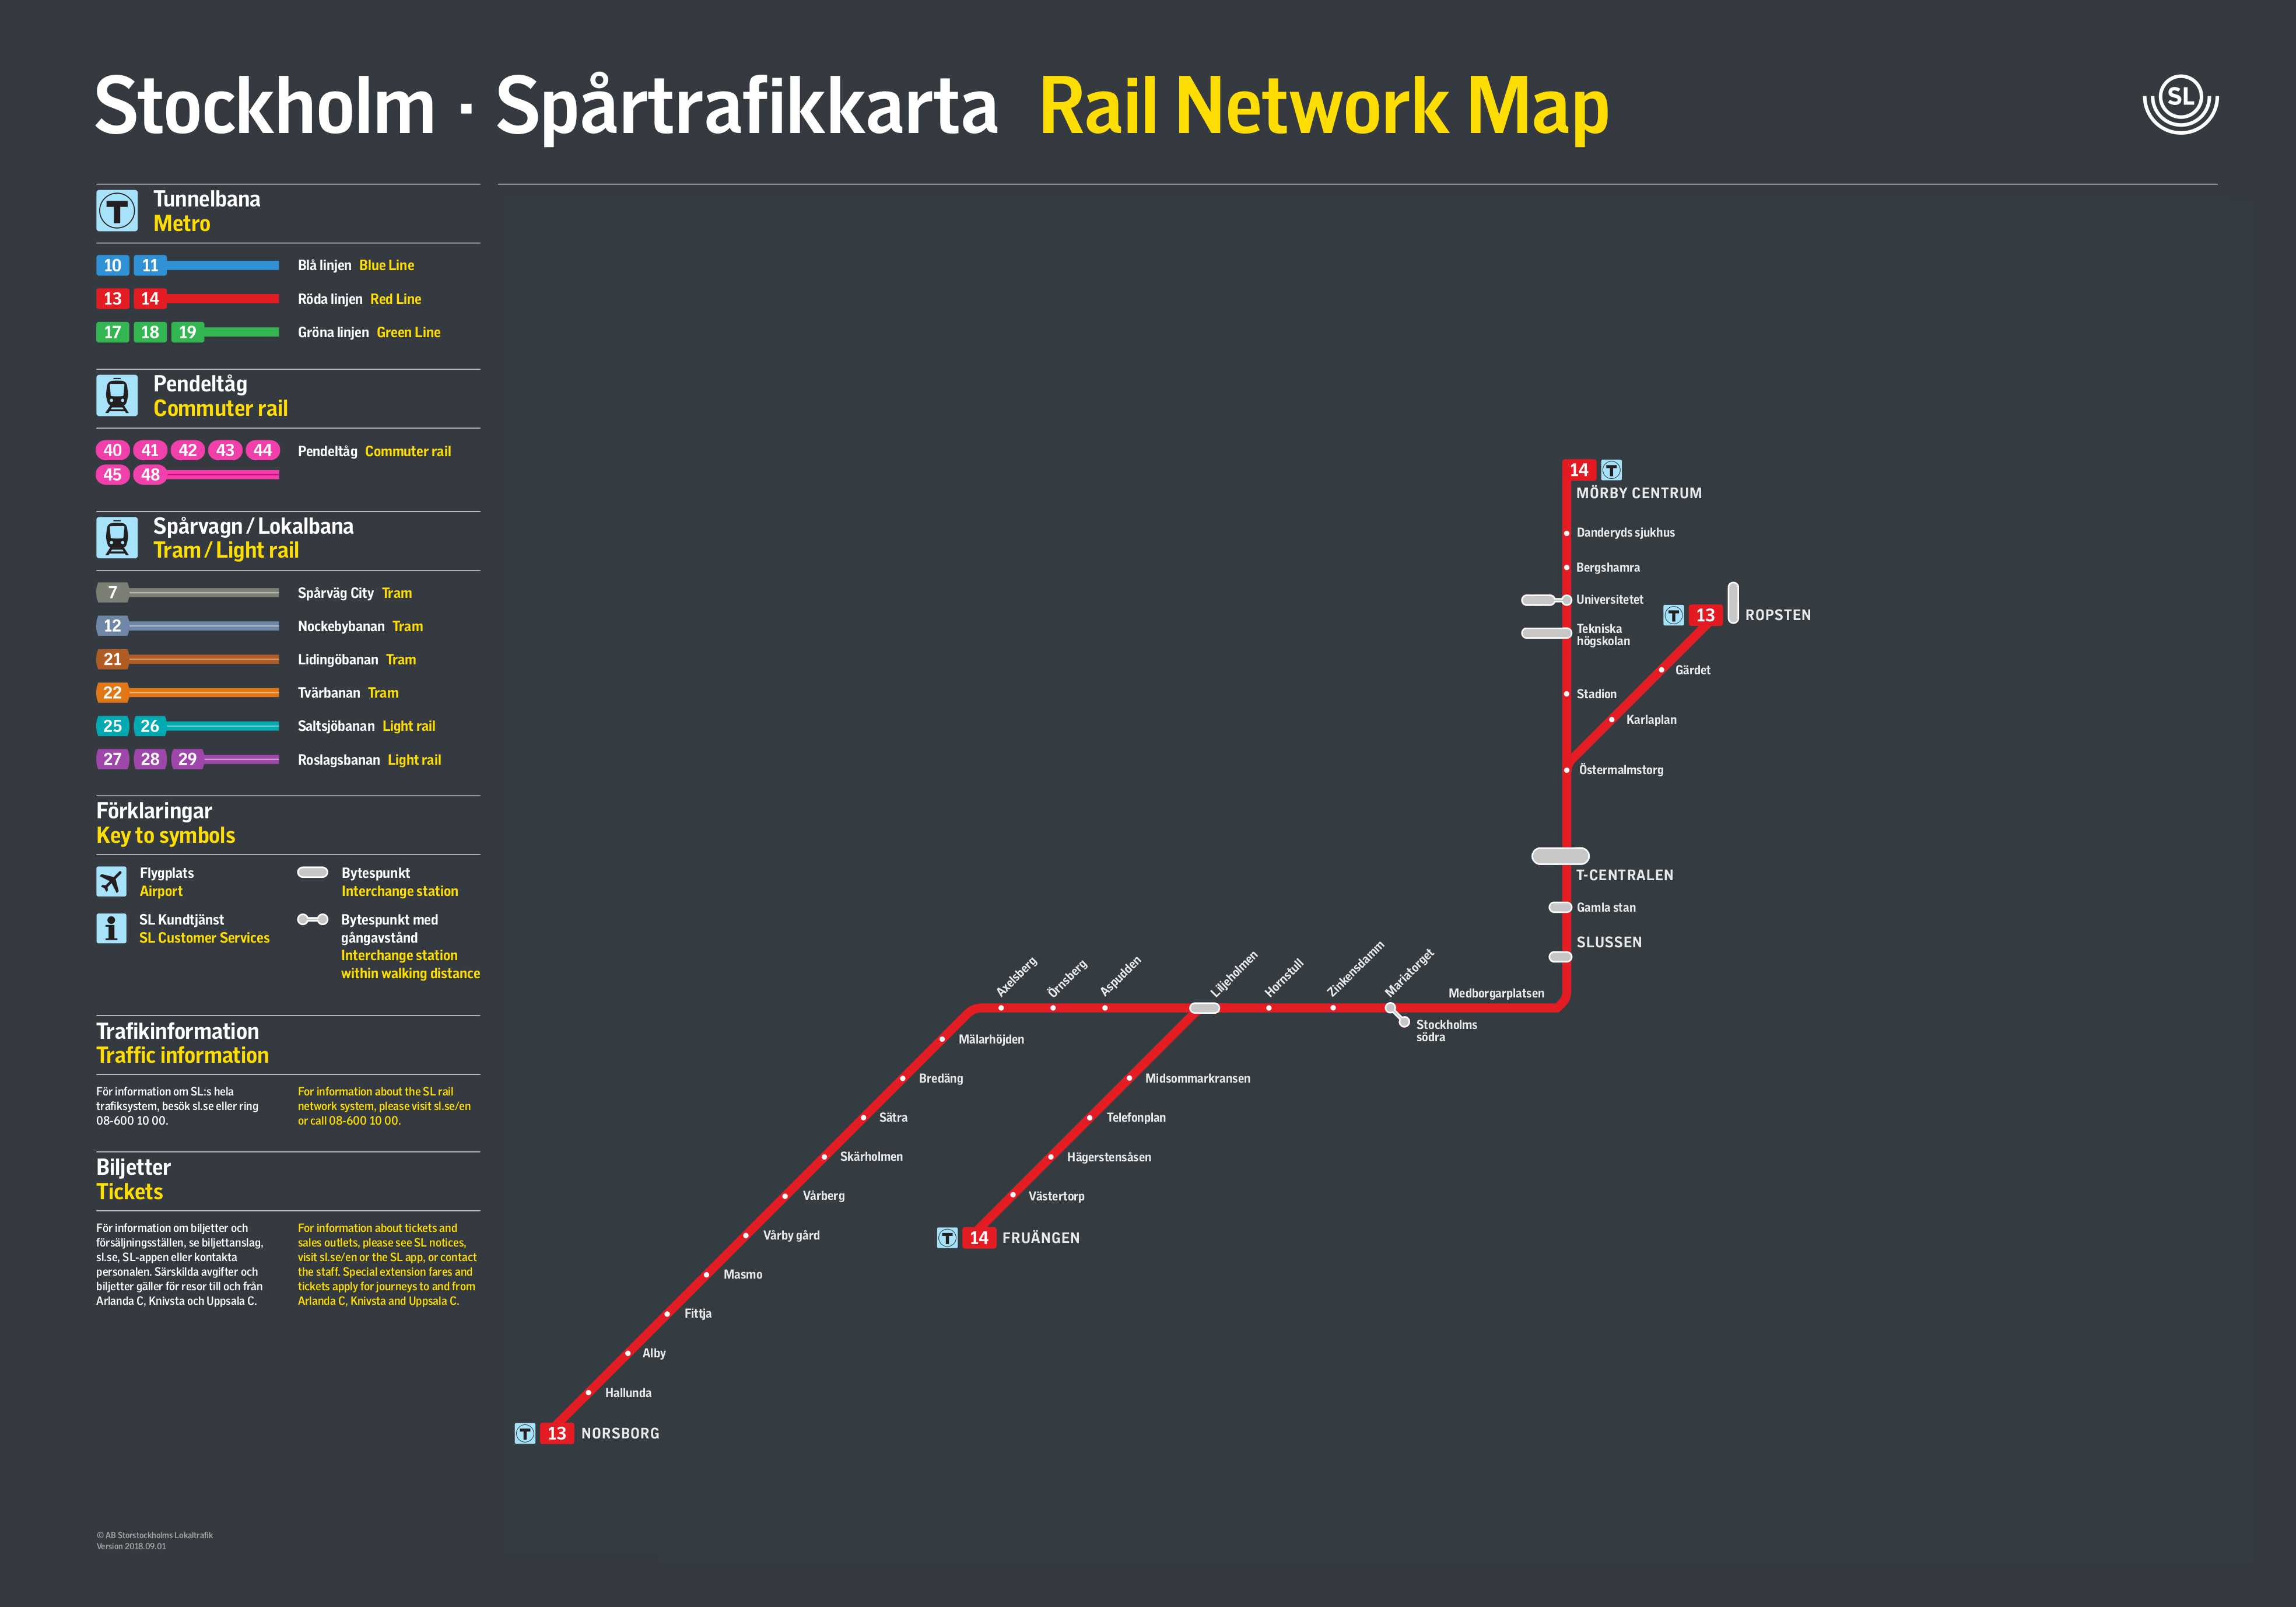 Stockholm · Spårtrafikkarta Rail Network Map
SL
T
Tunnelbana
Metro
10 11 Blå linjen Blue Line
13 14 Röda linjen Red Line
17 18 19 Gröna linjen Green Line
Pendeltåg
Commuter rail
40 41 42 43 44 Pendeltåg Commuter rail
45 48
Spårvagn / Lokalbana
Tram / Light rail
7 Spårväg City Tram
12 Nockebybanan Tram
21 Lidingöbanan Tram
22 Tvärbanan Tram
25 26 Saltsjöbanan Light rail
27 28 29 Roslagsbanan Light rail
Förklaringar
Key to symbols
Flygplats
Airport
Bytespunkt
Interchange station
i
SL Kundtjänst
SL Customer Services
Bytespunkt med
gångavstånd
Interchange station
within walking distance
Trafikinformation
Traffic information
För information om SL:s hela
trafiksystem, besök sl.se eller ring
08-600 10 00.
For information about the SL rail
network system, please visit sl.se/en
or call 08-600 10 00.
Biljetter
Tickets
För information om biljetter och
försäljningsställen, se biljettanslag,
sl.se, SL-appen eller kontakta
personalen. Särskilda avgifter och
biljetter gäller för resor till och från
Arlanda C, Knivsta och Uppsala C.
For information about tickets and
sales outlets, please see SL notices,
visit sl.se/en or the SL app, or contact
the staff. Special extension fares and
tickets apply for journeys to and from
Arlanda C, Knivsta and Uppsala C.
© AB Storstockholms Lokaltrafik
Version 2018.09.01
14 T
MÖRBY CENTRUM
Danderyds sjukhus
Bergshamra
Universitetet
Tekniska
högskolan
T 13 ROPSTEN
Gärdet
Stadion
Karlaplan
Östermalmstorg
T-CENTRALEN
Gamla stan
SLUSSEN
Medborgarplatsen
Mariatorget
Stockholms
södra
Zinkensdamm
Hornstull
Liljeholmen
Aspudden
Örnsberg
Axelsberg
Mälarhöjden
Bredäng
Sätra
Skärholmen
Vårberg
Vårby gård
Masmo
Fittja
Alby
Hallunda
T 13 NORSBORG
Midsommarkransen
Telefonplan
Hägerstensåsen
Västertorp
T 14 FRUÄNGEN